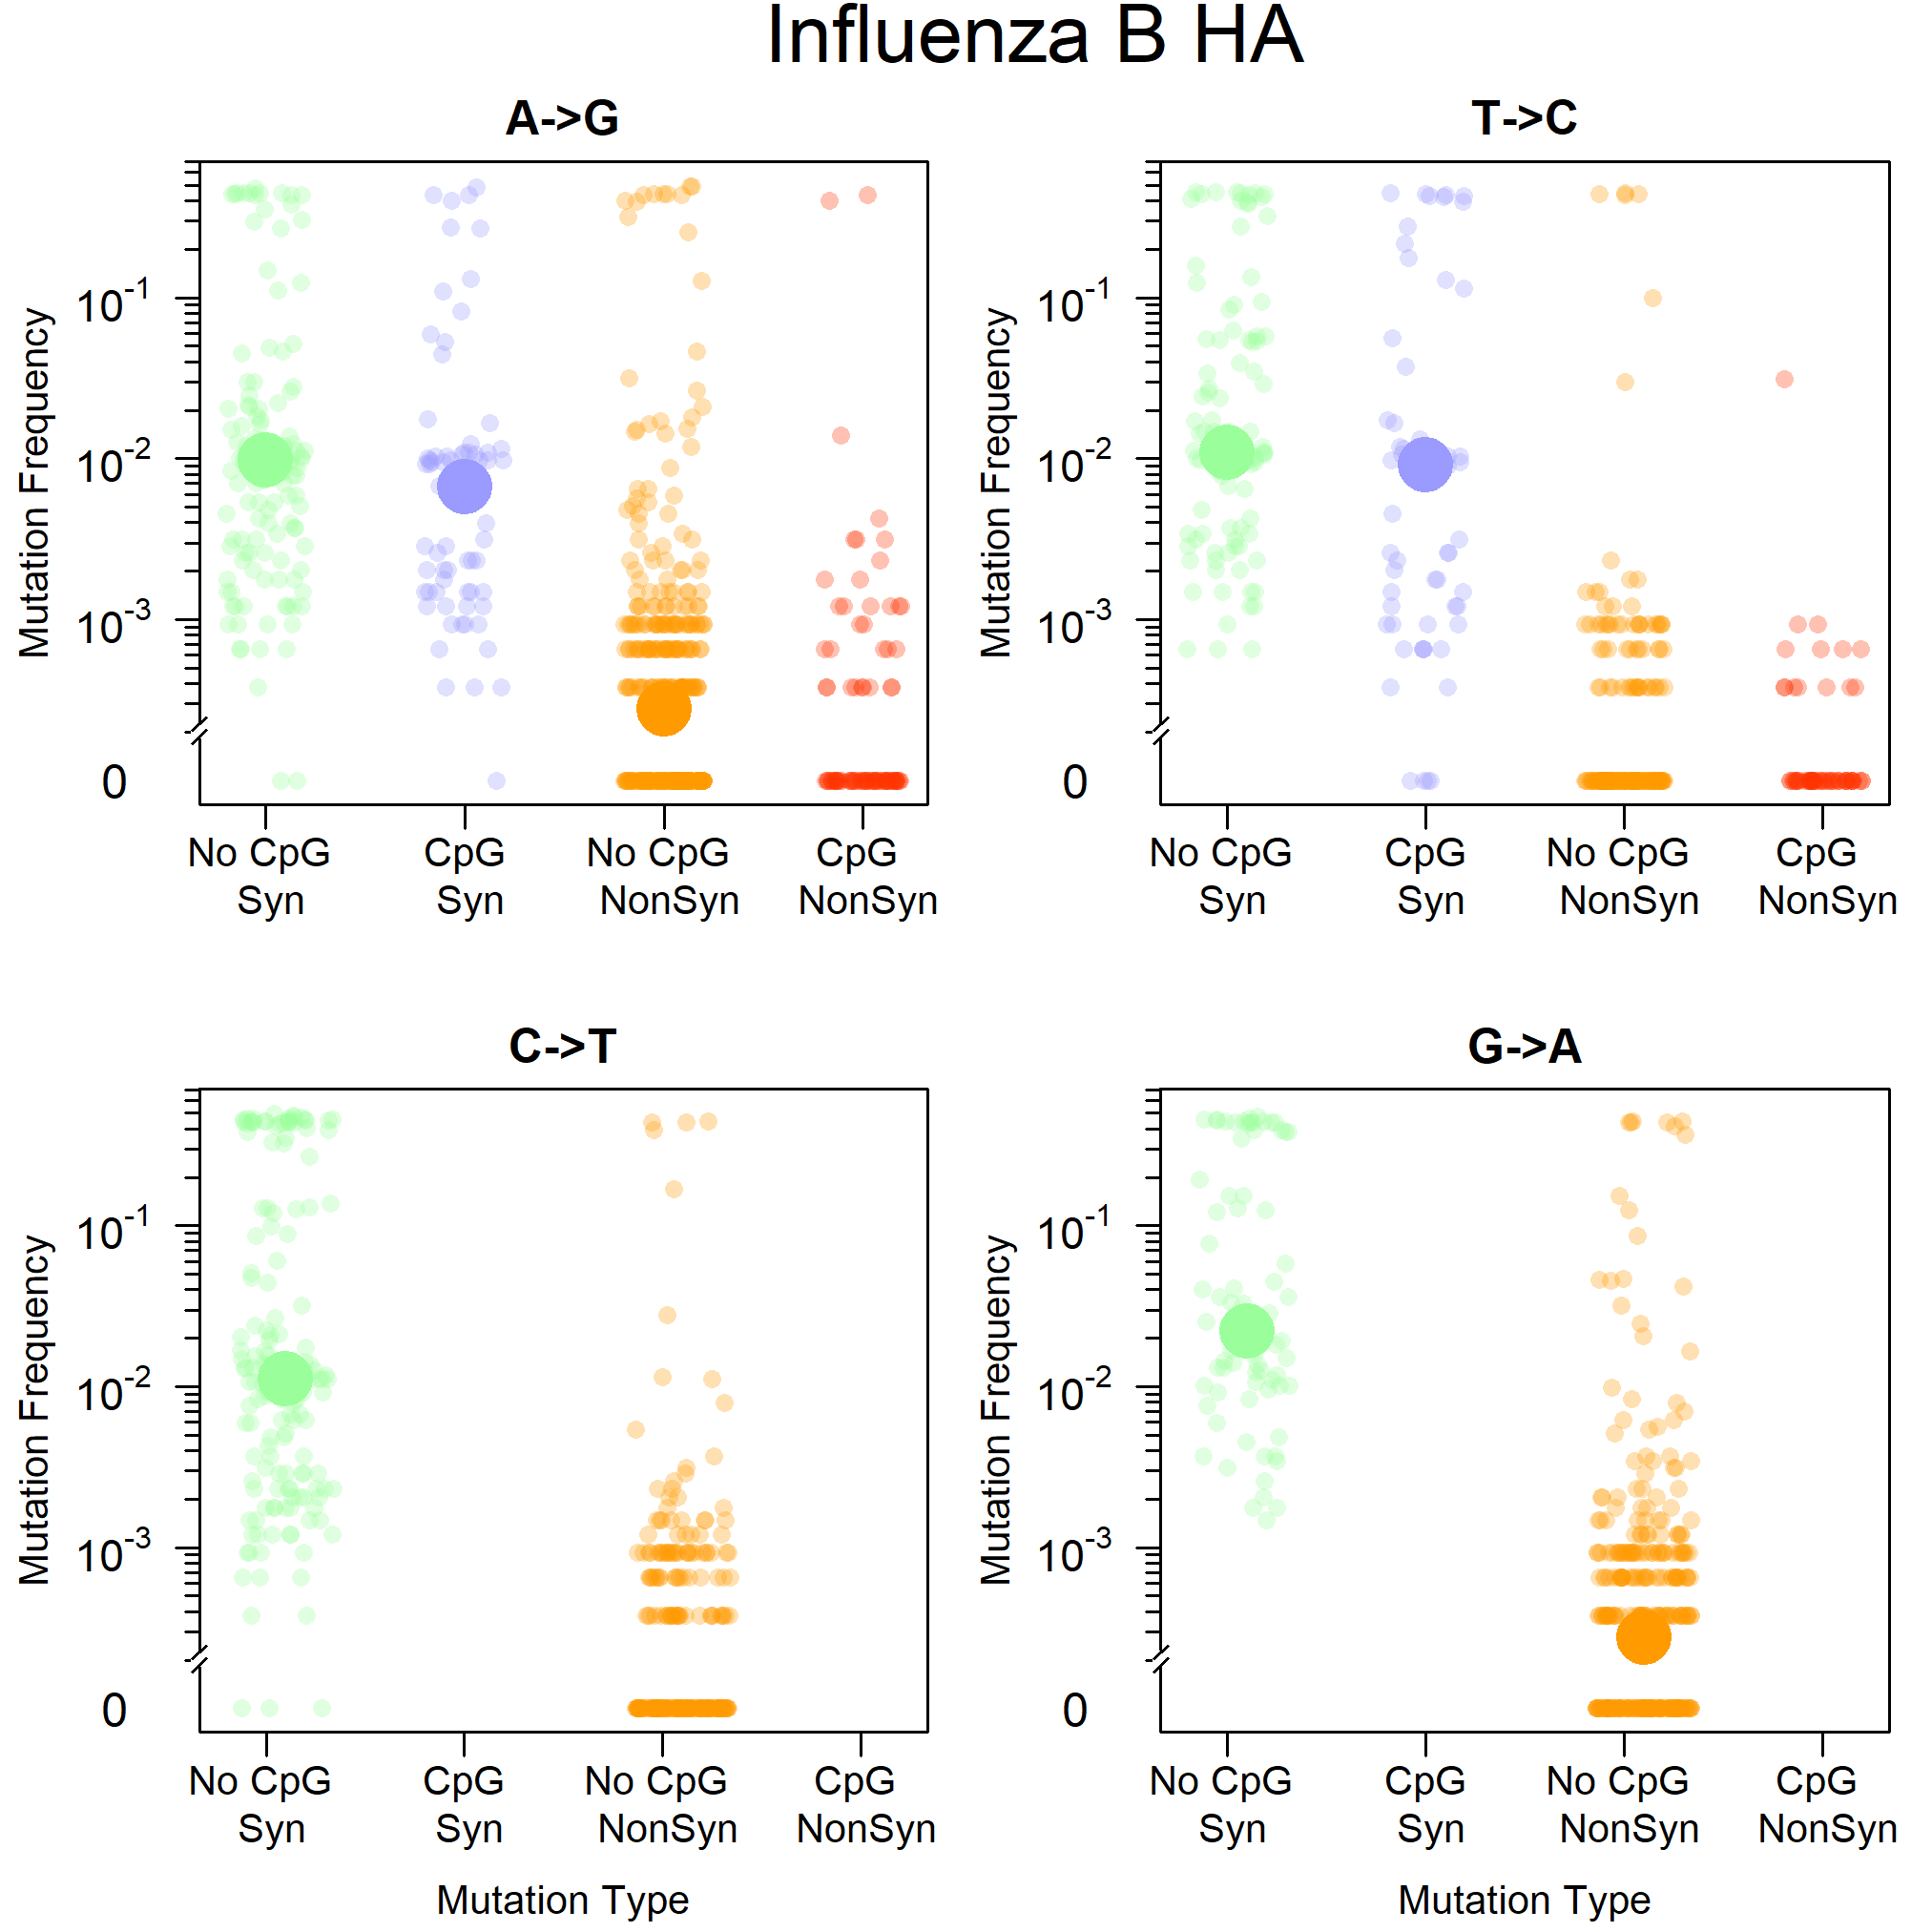 Influenza B HA
A->G
Mutation Frequency
10^-1
10^-2
10^-3
0
No CpG CpG No CpG CpG
Syn Syn NonSyn NonSyn
T->C
Mutation Frequency
10^-1
10^-2
10^-3
0
No CpG CpG No CpG CpG
Syn Syn NonSyn NonSyn
C->T
Mutation Frequency
10^-1
10^-2
10^-3
0
No CpG CpG No CpG CpG
Syn Syn NonSyn NonSyn
Mutation Type
G->A
Mutation Frequency
10^-1
10^-2
10^-3
0
No CpG CpG No CpG CpG
Syn Syn NonSyn NonSyn
Mutation Type